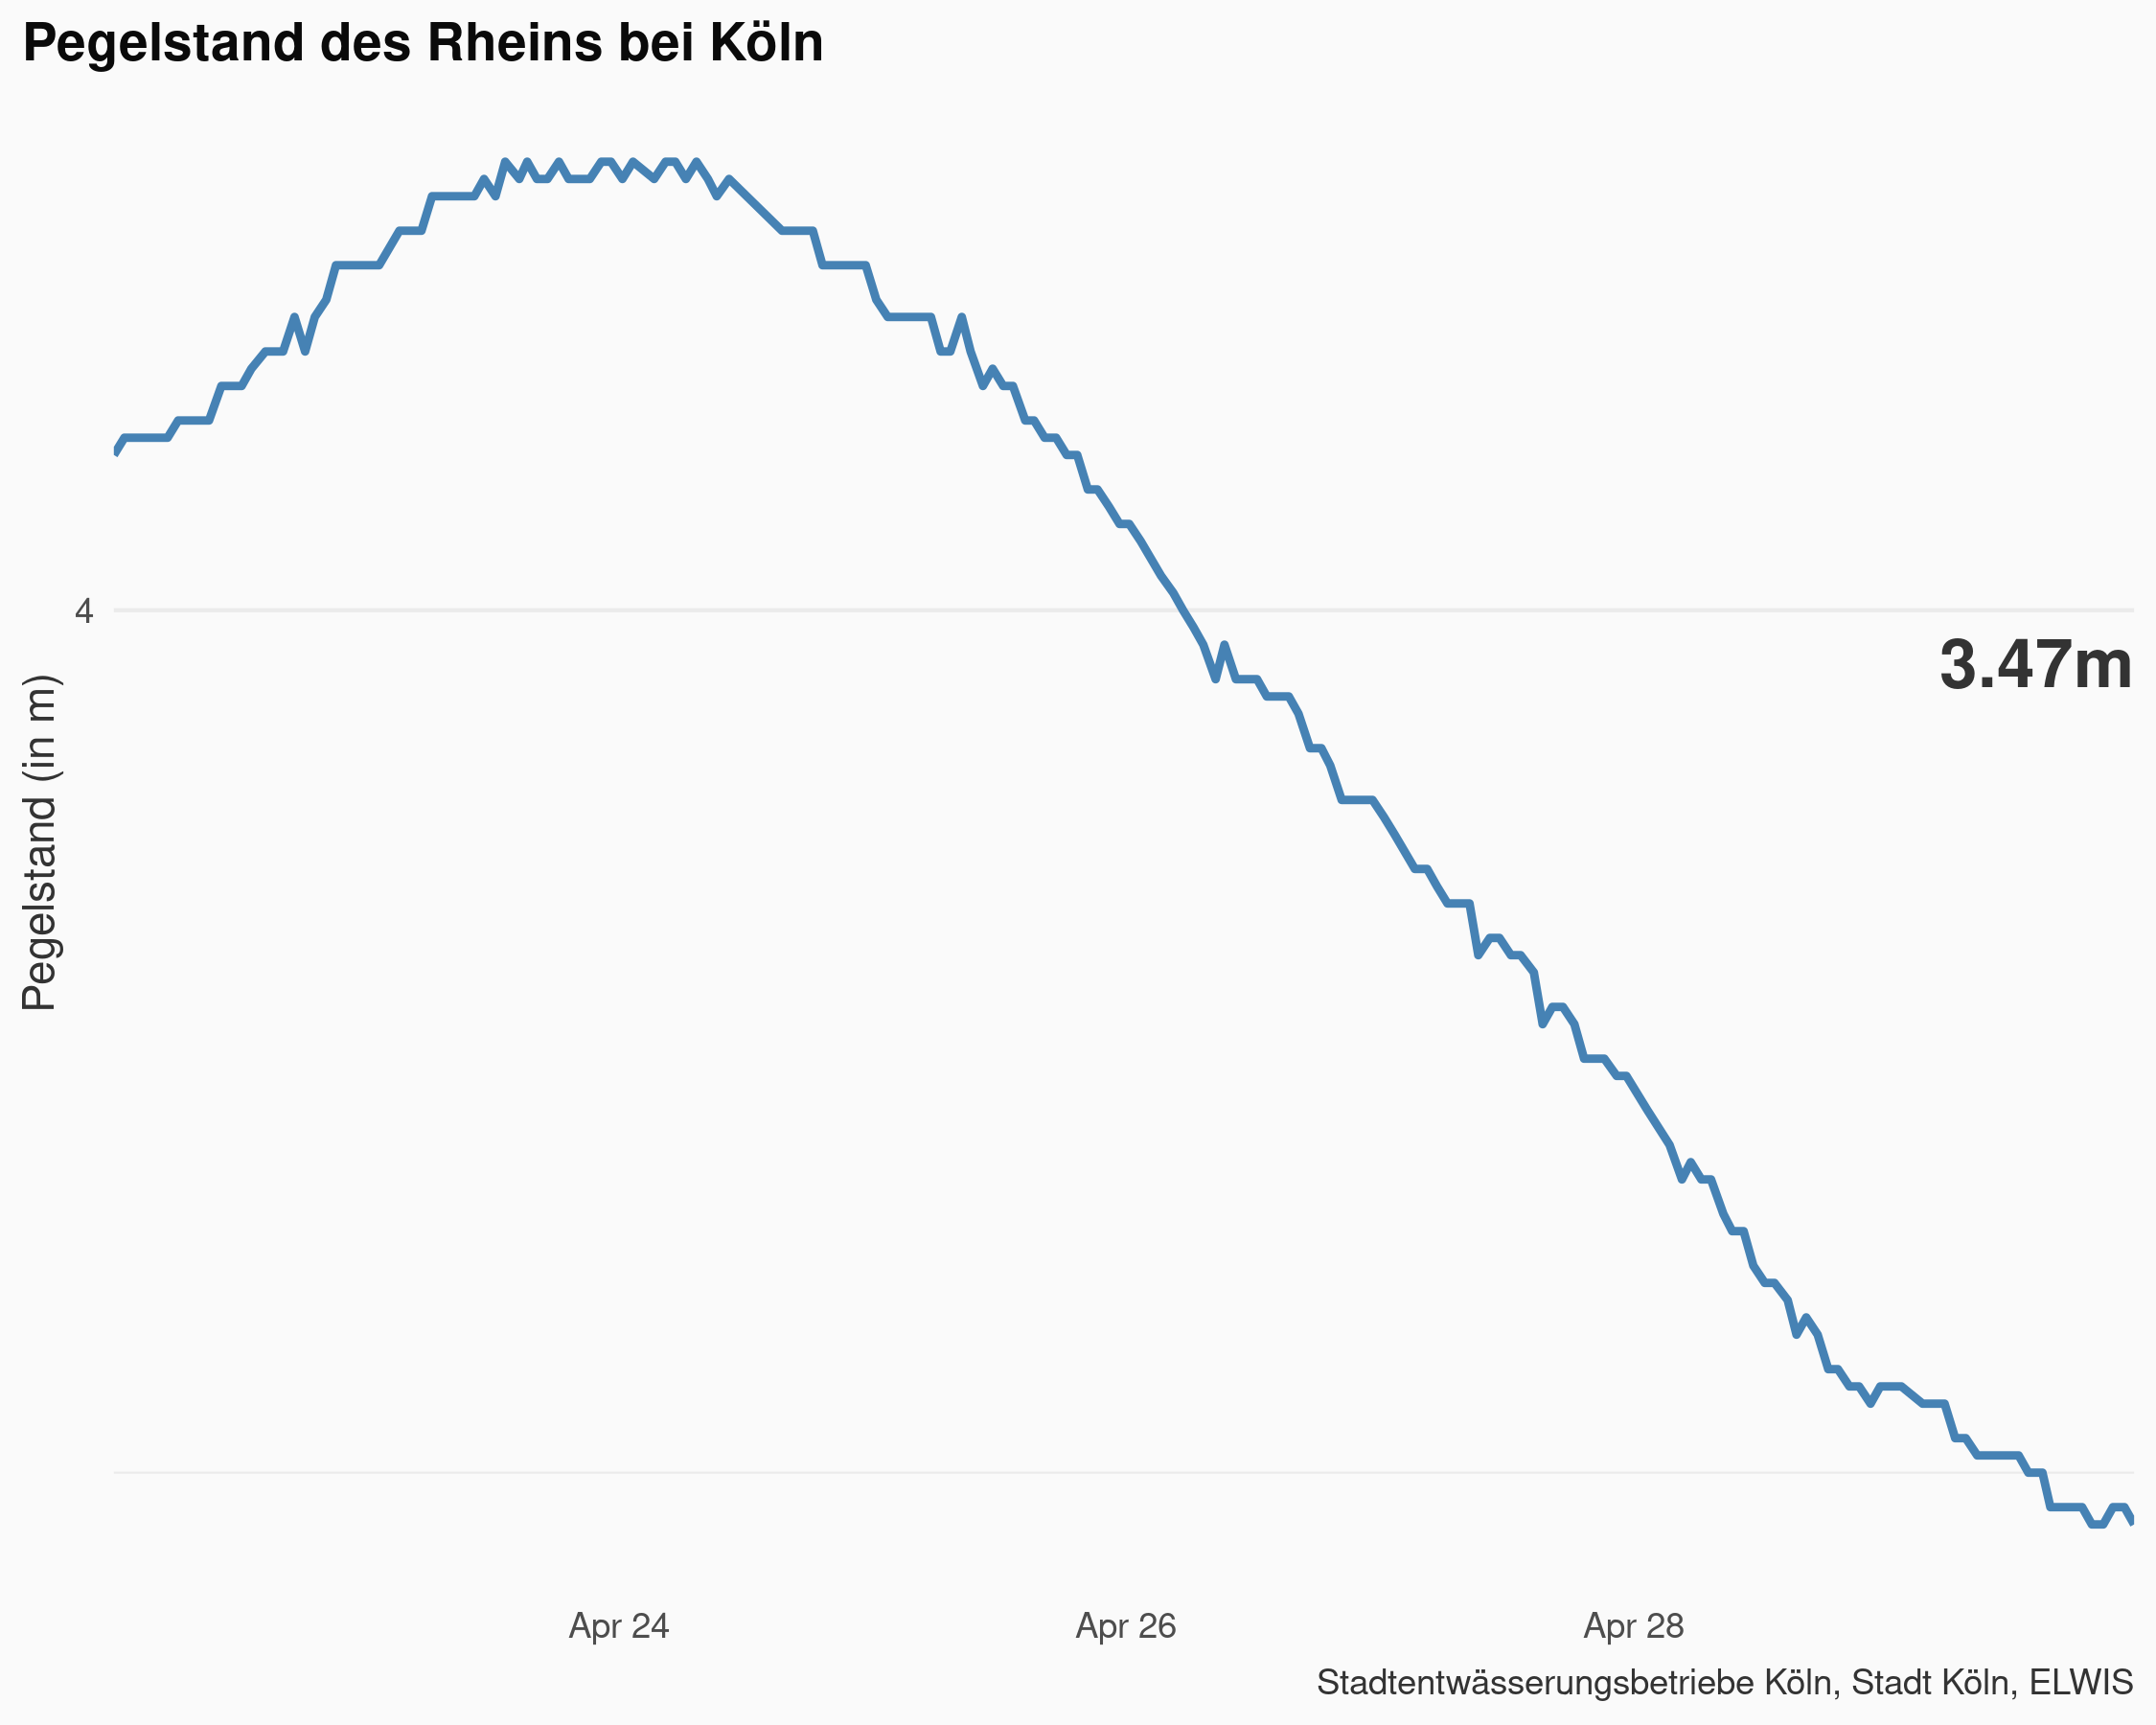 Pegelstand des Rheins bei Köln
4
3.47m
Pegelstand (in m)
Apr 24
Apr 26
Apr 28
Stadtentwässerungsbetriebe Köln, Stadt Köln, ELWIS